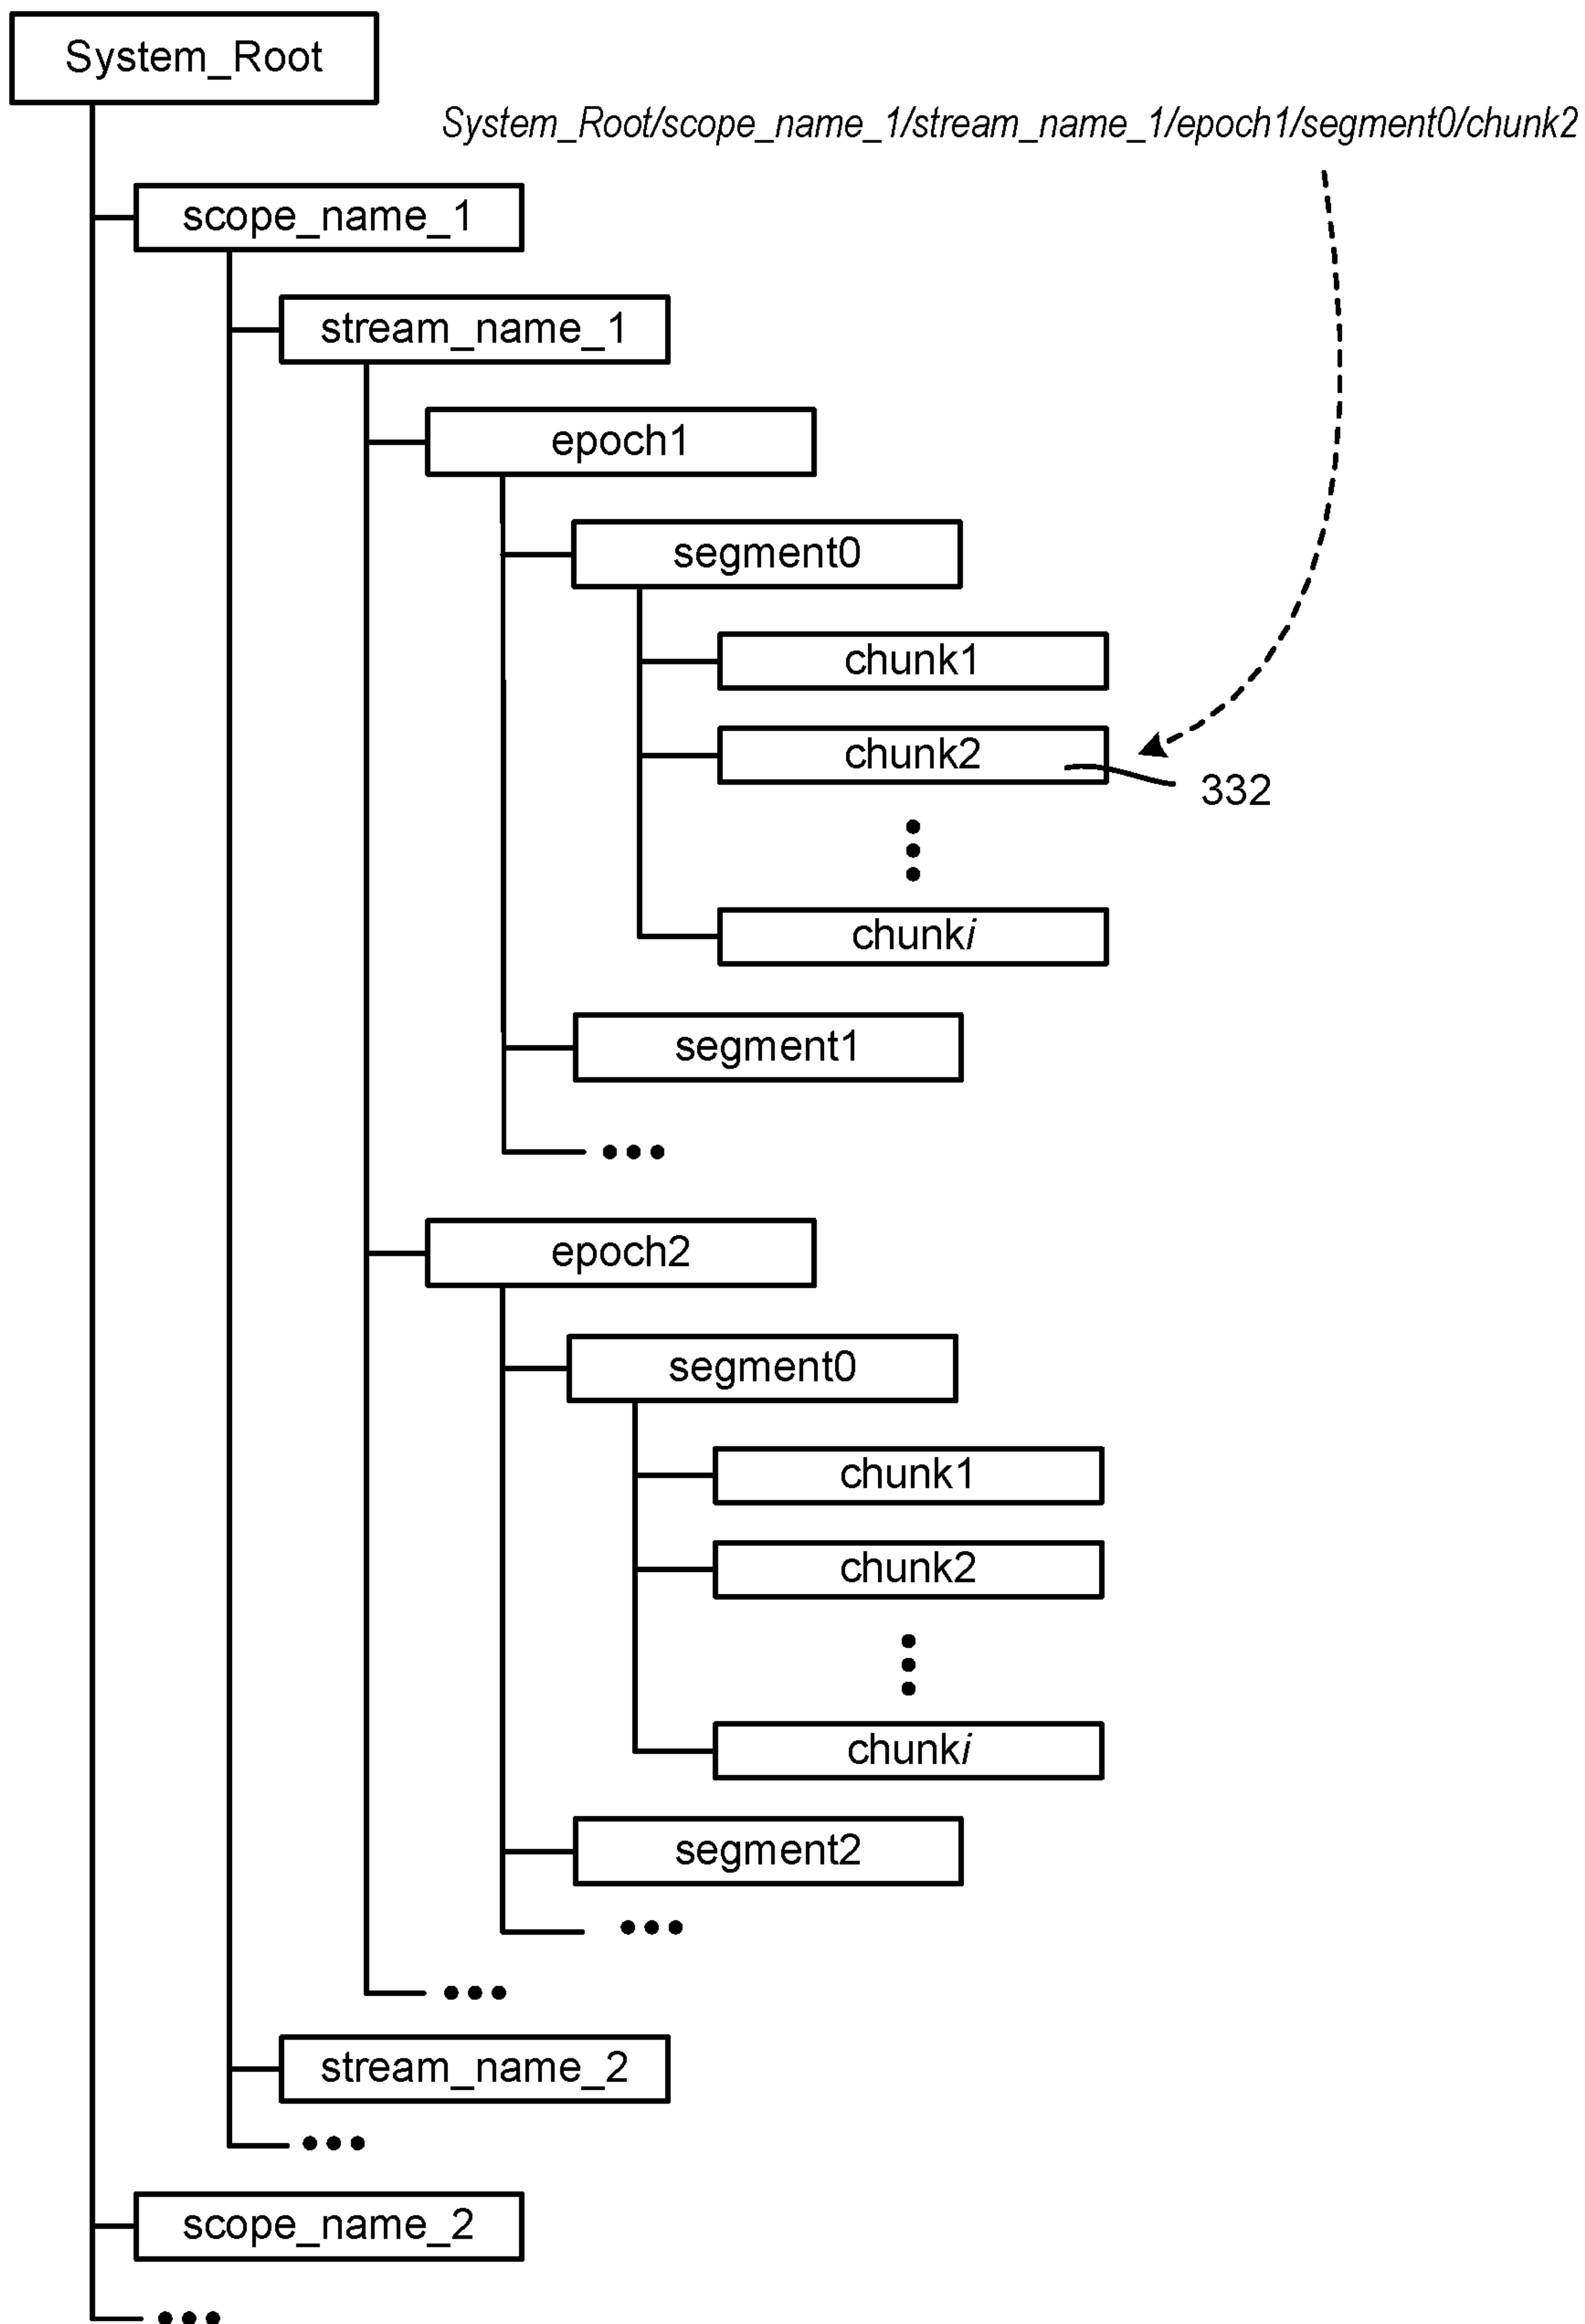 System_Root
System_Root/scope_name_1/stream_name_1/epoch1/segment0/chunk2
scope_name_1
stream_name_1
epoch1
segment0
chunk1
chunk2
332
chunki
segment1
epoch2
segment0
chunk1
chunk2
chunki
segment2
stream_name_2
scope_name_2